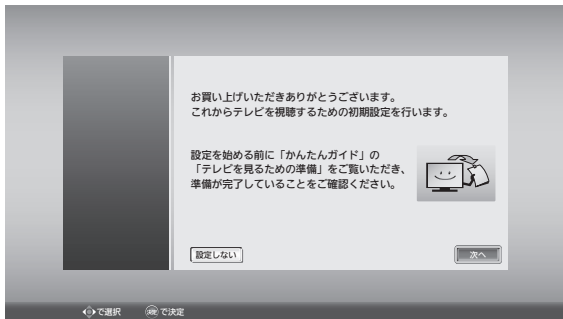 お買い上げいただきありがとうございます。
これからテレビを視聴するための初期設定を行います。
設定を始める前に「かんたんガイド」の
「テレビを見るための準備」をご覧いただき、
準備が完了していることをご確認ください。
設定しない
次へ
で選択 決定 で決定